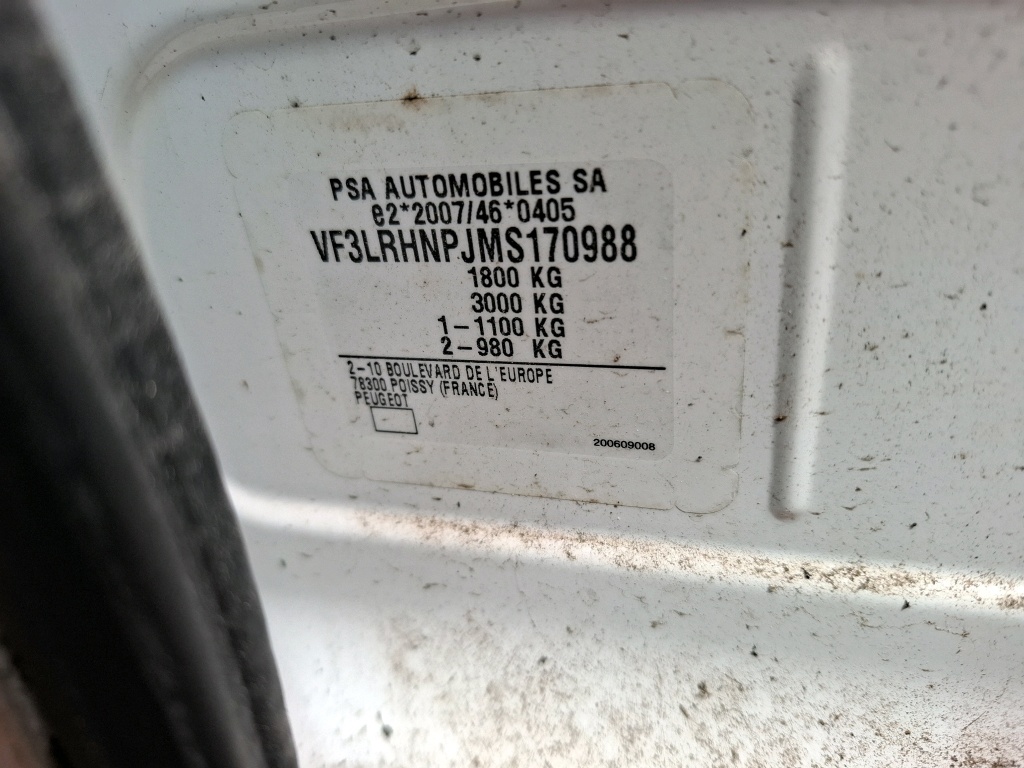 PSA AUTOMOBILES SA
e2*2007/46*0405
VF3LRHNPJMS170988
1800 KG
3000 KG
1-1100 KG
2-980 KG
2-10 BOULEVARD DE L'EUROPE
78300 POISSY (FRANCE)
PEUGEOT
200609008